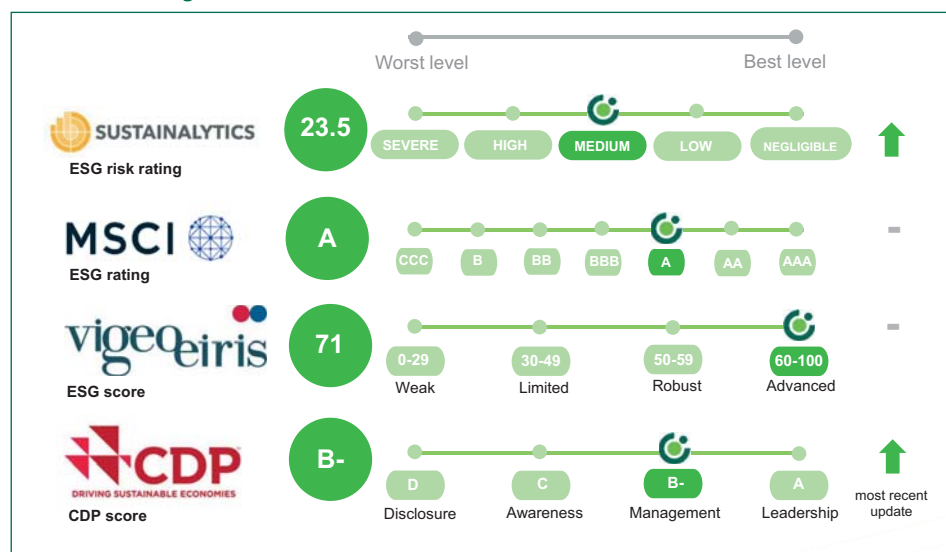 Worst level
Best level
SUSTAINALYTICS
ESG risk rating
23.5
SEVERE
HIGH
MEDIUM
LOW
NEGLIGIBLE
MSCI
ESG rating
A
CCC
B
BB
BBB
A
AA
AAA
-
vigeoeiris
ESG score
71
0-29
30-49
50-59
60-100
Weak
Limited
Robust
Advanced
-
CDP
DRIVING SUSTAINABLE ECONOMIES
CDP score
B-
D
C
B-
A
Disclosure
Awareness
Management
Leadership
most recent
update